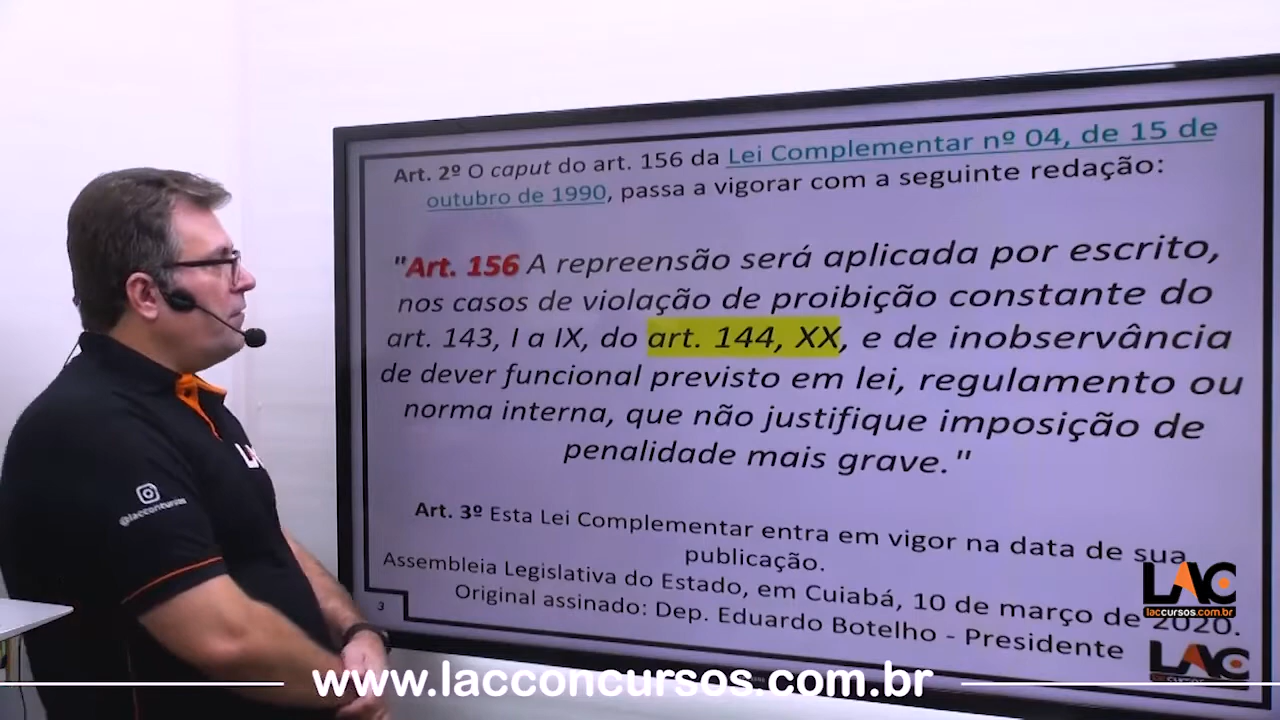 Art. 2º O caput do art. 156 da Lei Complementar nº 04, de 15 de
outubro de 1990, passa a vigorar com a seguinte redação:
"Art. 156 A repreensão será aplicada por escrito,
nos casos de violação de proibição constante do
art. 143, I a IX, do art. 144, XX, e de inobservância
de dever funcional previsto em lei, regulamento ou
norma interna, que não justifique imposição de
penalidade mais grave."
Art. 3º Esta Lei Complementar entra em vigor na data de sua
publicação.
Assembleia Legislativa do Estado, em Cuiabá, 10 de março de 2020.
Original assinado: Dep. Eduardo Botelho - Presidente
3
LAC
laccursos.com.br
LAC
@lacconcursos
www.lacconcursos.com.br